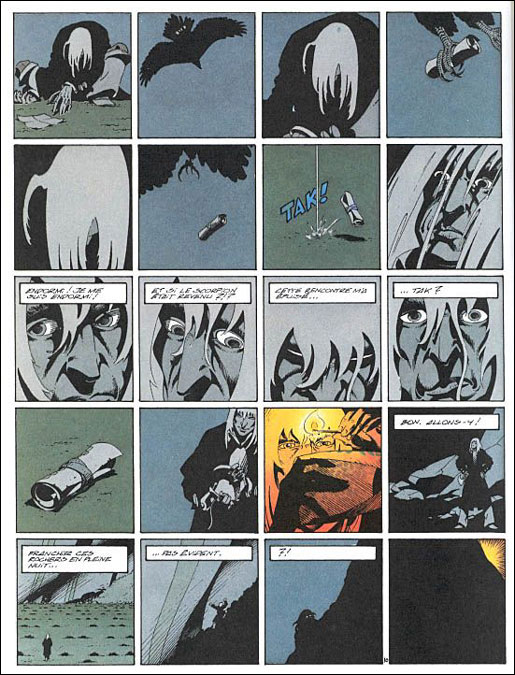 TAK!
ENDORMI! JE ME
SUIS ENDORMI!
ET SI LE SCORPION
ÉTAIT REVENU ?!?
CETTE RENCONTRE M'A
ÉPUISÉ...
... TAK ?
BON. ALLONS-Y!
FRANCHIR CES
ROCHERS EN PLEINE
NUIT...
... PAS ÉVIDENT.
?!
10